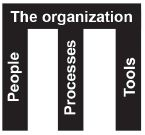 The organization
People
Processes
Tools